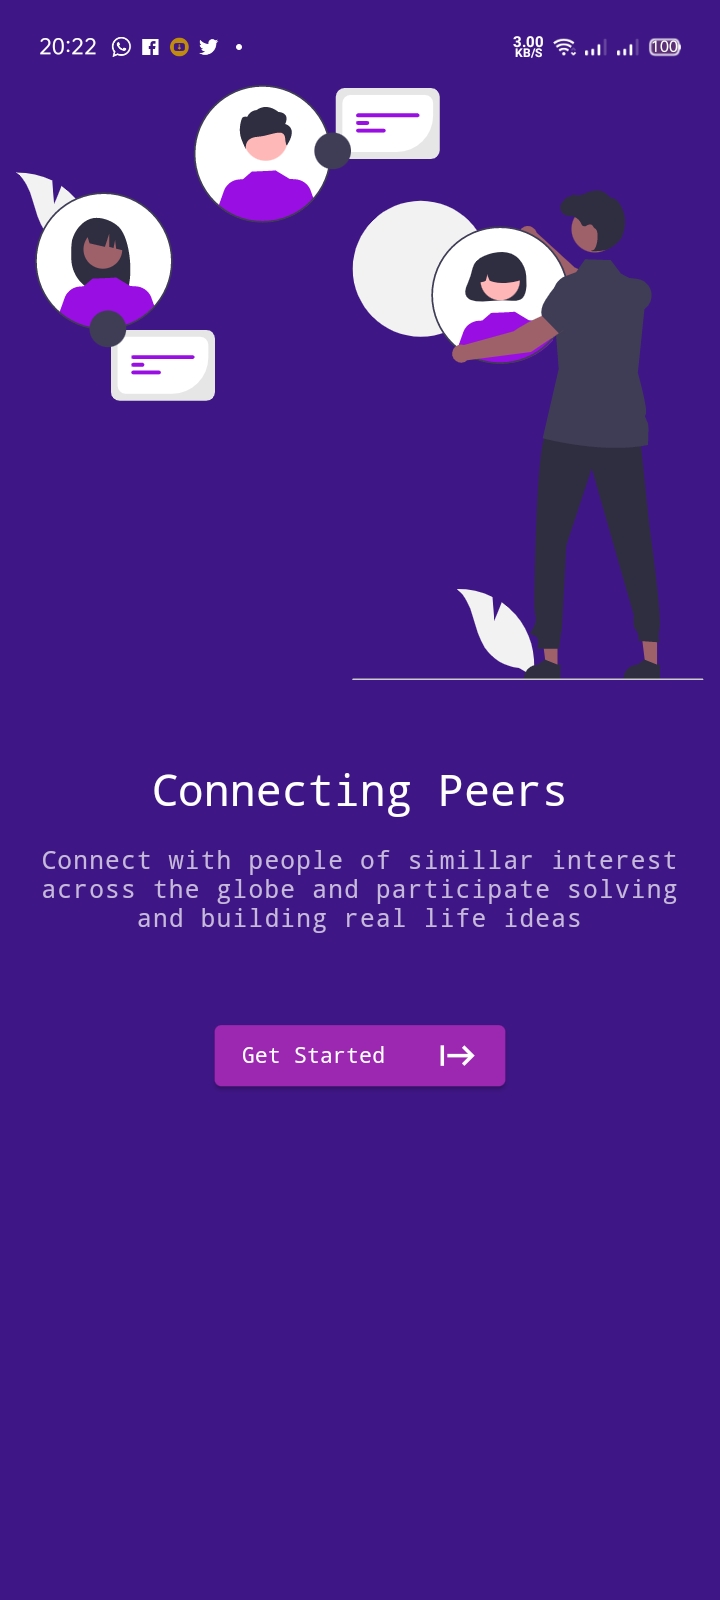 20:22
3.00
KB/S
100
Connecting Peers
Connect with people of simillar interest
across the globe and participate solving
and building real life ideas
Get Started